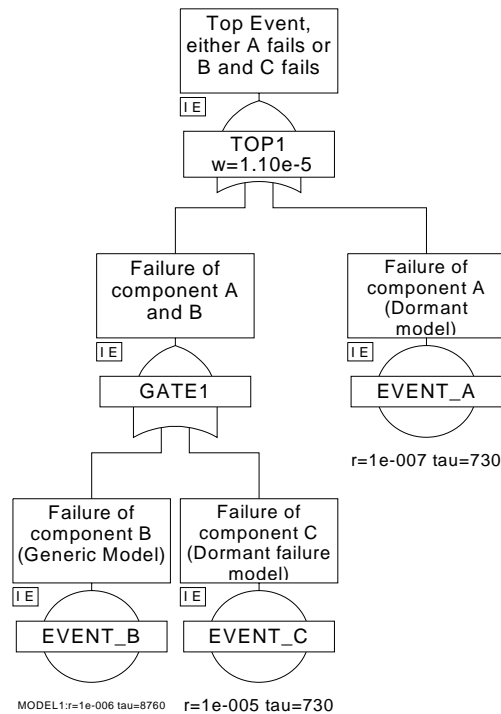 Top Event,
either A fails or
B and C fails
I E
TOP1
w=1.10e-5
Failure of
component A
and B
Failure of
component A
(Dormant
model)
I E
I E
GATE1
EVENT_A
r=1e-007 tau=730
Failure of
component B
(Generic Model)
Failure of
component C
(Dormant failure
model)
I E
I E
EVENT_B
EVENT_C
MODEL1:r=1e-006 tau=8760
r=1e-005 tau=730